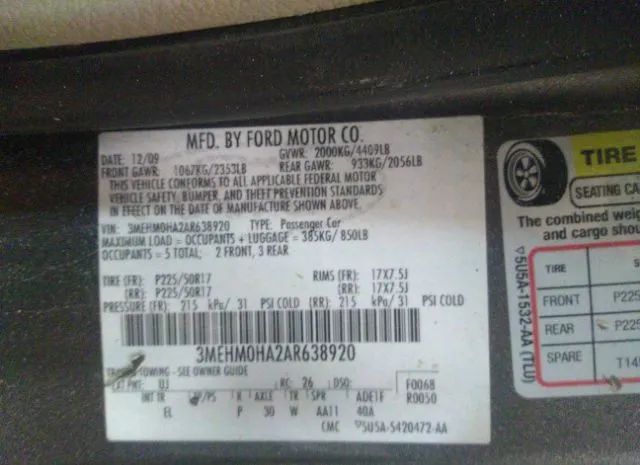 MFD. BY FORD MOTOR CO.
DATE: 12/09 GVWR: 2000KG/4409LB
FRONT GAWR: 1067KG/2353LB REAR GAWR: 933KG/2056LB
THIS VEHICLE CONFORMS TO ALL APPLICABLE FEDERAL MOTOR
VEHICLE SAFETY, BUMPER, AND THEFT PREVENTION STANDARDS
IN EFFECT ON THE DATE OF MANUFACTURE SHOWN ABOVE.
VIN: 3MEHM0HA2AR638920 TYPE: Passenger Car
MAXIMUM LOAD = OCCUPANTS + LUGGAGE = 385KG/ 850LB
OCCUPANTS = 5 TOTAL; 2 FRONT, 3 REAR
TIRE (FR): P225/50R17 RIMS (FR): 17X7.5J
(RR): P225/50R17 (RR): 17X7.5J
PRESSURE (FR): 215 kPa/ 31 PSI COLD (RR): 215 kPa/ 31 PSI COLD
3MEHM0HA2AR638920
TOWING - SEE OWNER GUIDE
EXT PNT: UJ RC: 26 DSO: F0068
INT TR TP/PS R AXLE TR SPR ADE1F R0050
EL P 30 W AA11 40A
CMC 5U5A-5420472-AA
TIRE
SEATING
The combined
and cargo
TIRE
FRONT P225
REAR P225
SPARE
5U5A-1532-AA (TLU)